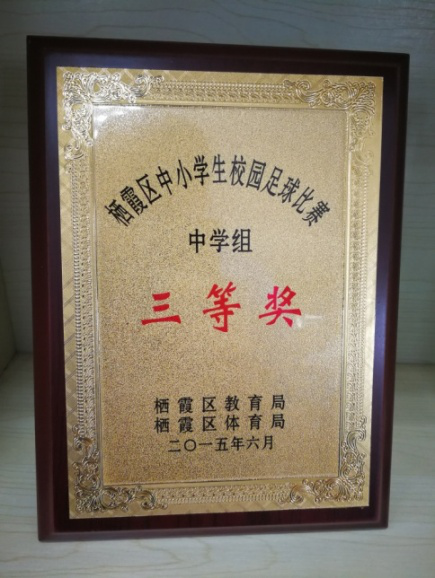 栖霞区中小学生校园足球比赛
中学组
三等奖
栖霞区教育局
栖霞区体育局
二〇一五年六月